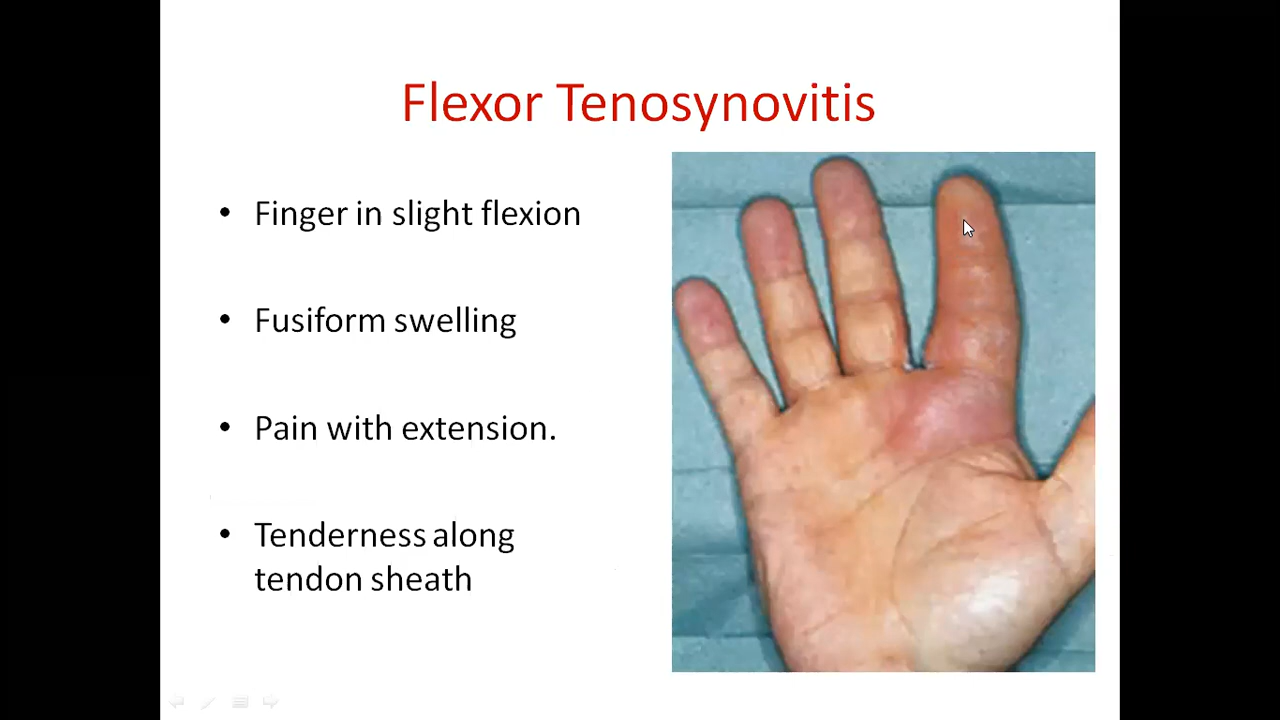 Flexor Tenosynovitis
• Finger in slight flexion
• Fusiform swelling
• Pain with extension.
• Tenderness along
tendon sheath